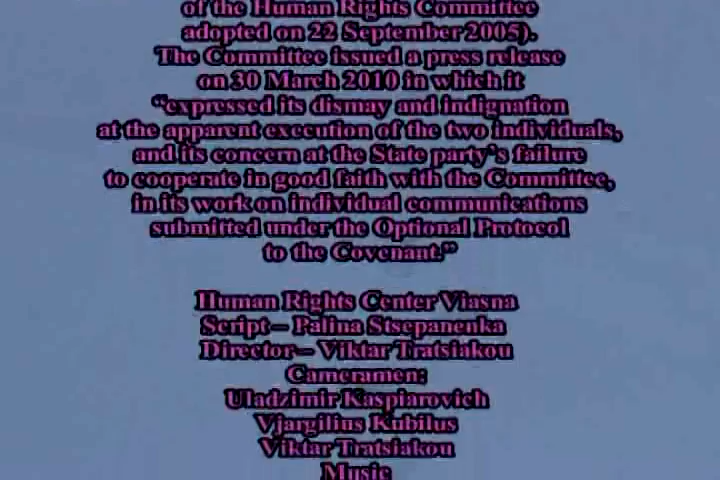 of the Human Rights Committee
adopted on 22 September 2005).
The Committee issued a press release
on 30 March 2010 in which it
“expressed its dismay and indignation
at the apparent execution of the two individuals,
and its concern at the State party’s failure
to cooperate in good faith with the Committee,
in its work on individual communications
submitted under the Optional Protocol
to the Covenant.”
Human Rights Center Viasna
Script – Palina Stsepanenka
Director – Viktar Tratsiakou
Cameramen:
Uladzimir Kaspiarovich
Vjargilius Kubilus
Viktar Tratsiakou
Music